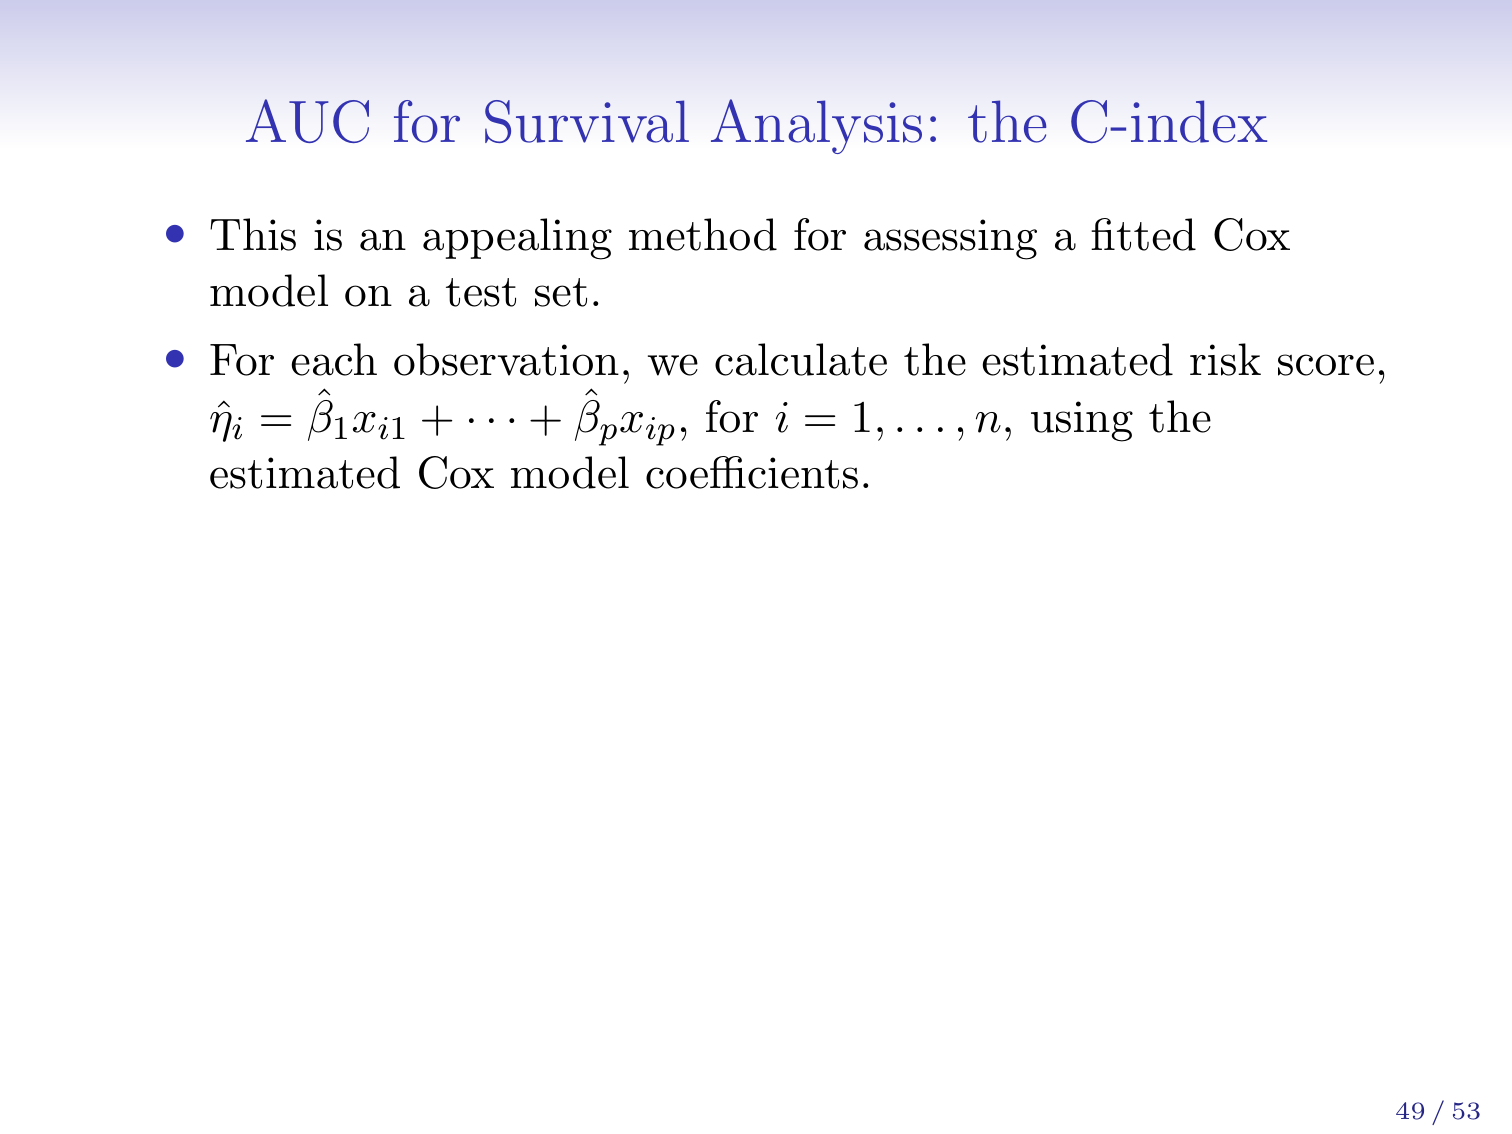 AUC for Survival Analysis: the C-index
• This is an appealing method for assessing a fitted Cox
model on a test set.
• For each observation, we calculate the estimated risk score,
η̂ᵢ = β̂₁xᵢ₁ + ⋯ + β̂ₚxᵢₚ, for i = 1, . . . , n, using the
estimated Cox model coefficients.
49 / 53